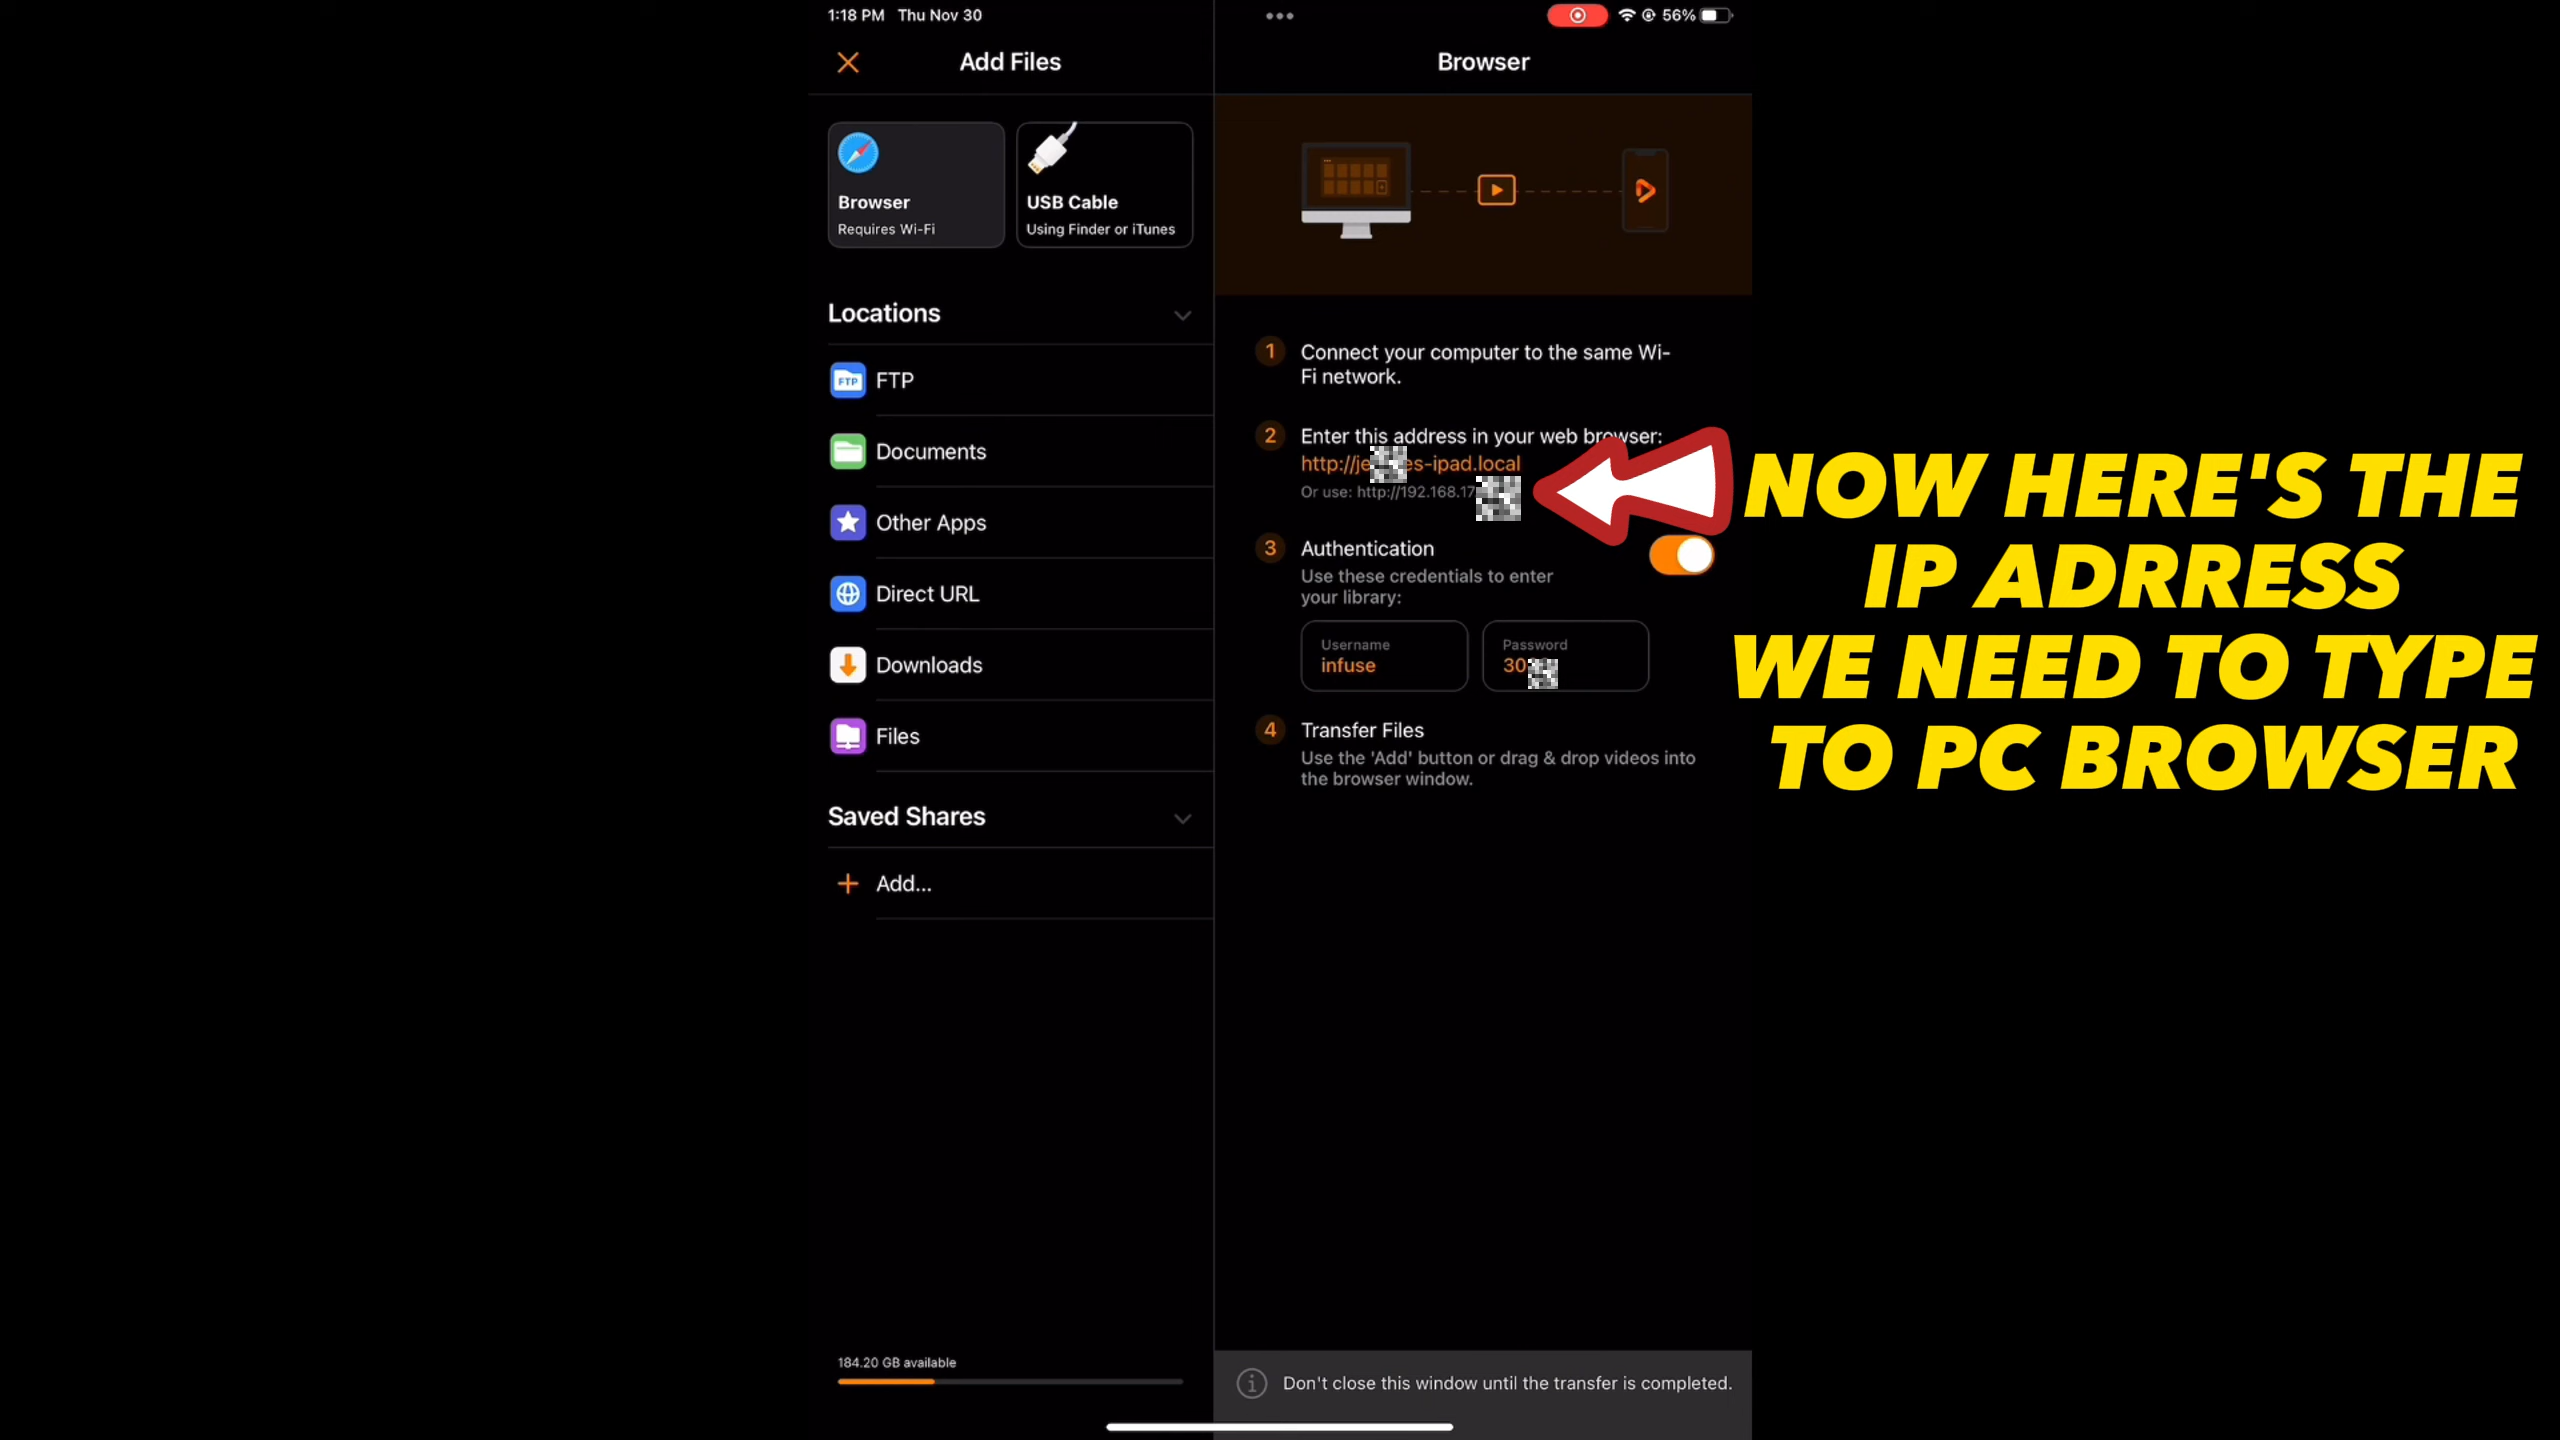 1:18 PM Thu Nov 30
56%
Add Files
Browser
Requires Wi-Fi
USB Cable
Using Finder or iTunes
Locations
FTP
FTP
Documents
Other Apps
Direct URL
Downloads
Files
Saved Shares
Add...
184.20 GB available
Browser
1
Connect your computer to the same Wi-
Fi network.
2
Enter this address in your web browser:
http://je es-ipad.local
Or use: http://192.168.17
3
Authentication
Use these credentials to enter
your library:
Username
infuse
Password
30
4
Transfer Files
Use the 'Add' button or drag & drop videos into
the browser window.
Don't close this window until the transfer is completed.
NOW HERE'S THE
IP ADRRESS
WE NEED TO TYPE
TO PC BROWSER